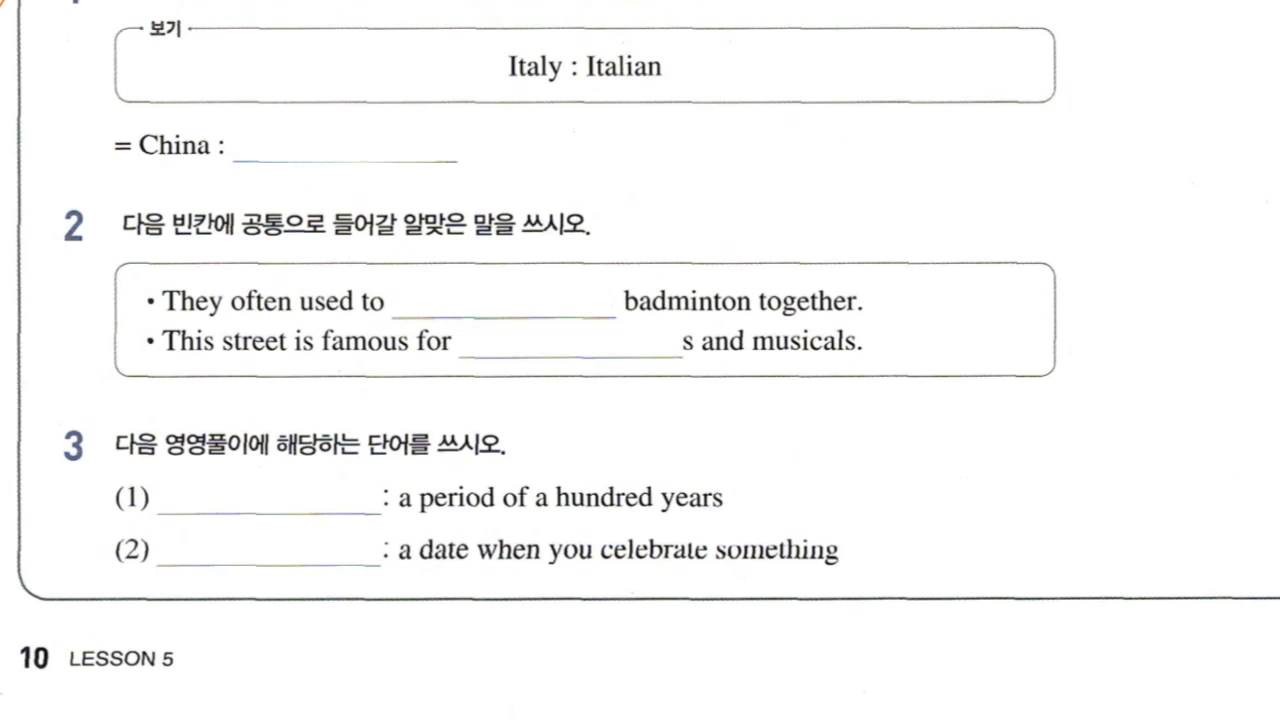 보기
Italy : Italian
= China :
2 다음 빈칸에 공통으로 들어갈 알맞은 말을 쓰시오.
• They often used to badminton together.
• This street is famous for s and musicals.
3 다음 영영풀이에 해당하는 단어를 쓰시오.
(1) : a period of a hundred years
(2) : a date when you celebrate something
10 LESSON 5